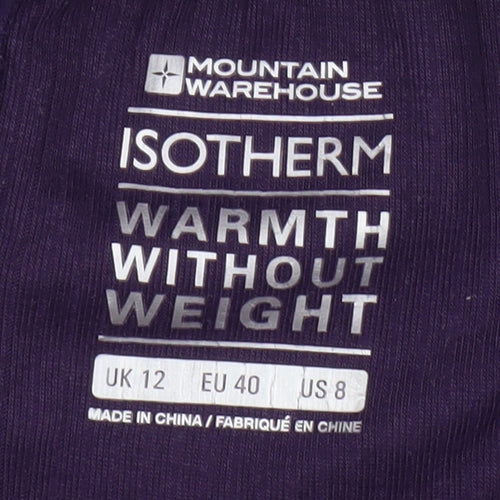 MOUNTAIN
WAREHOUSE
ISOTHERM
WARMTH
WITHOUT
WEIGHT
UK 12 EU 40 US 8
MADE IN CHINA / FABRIQUÉ EN CHINE